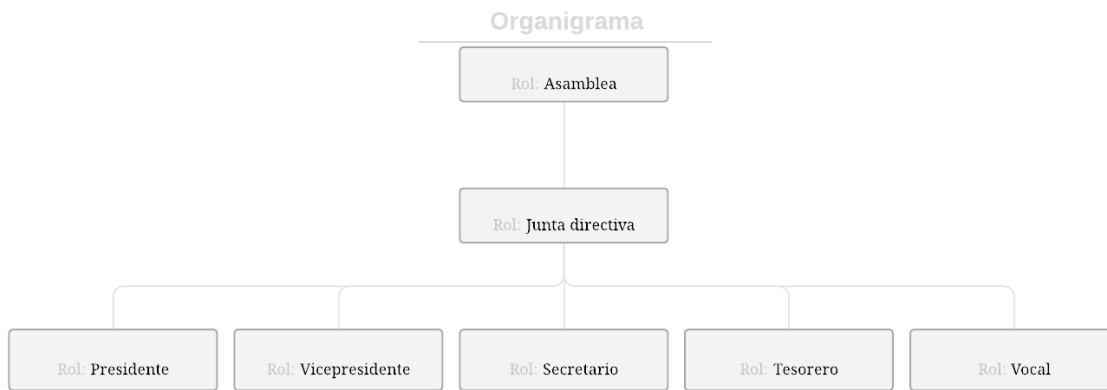 Organigrama
Rol: Asamblea
Rol: Junta directiva
Rol: Presidente
Rol: Vicepresidente
Rol: Secretario
Rol: Tesorero
Rol: Vocal